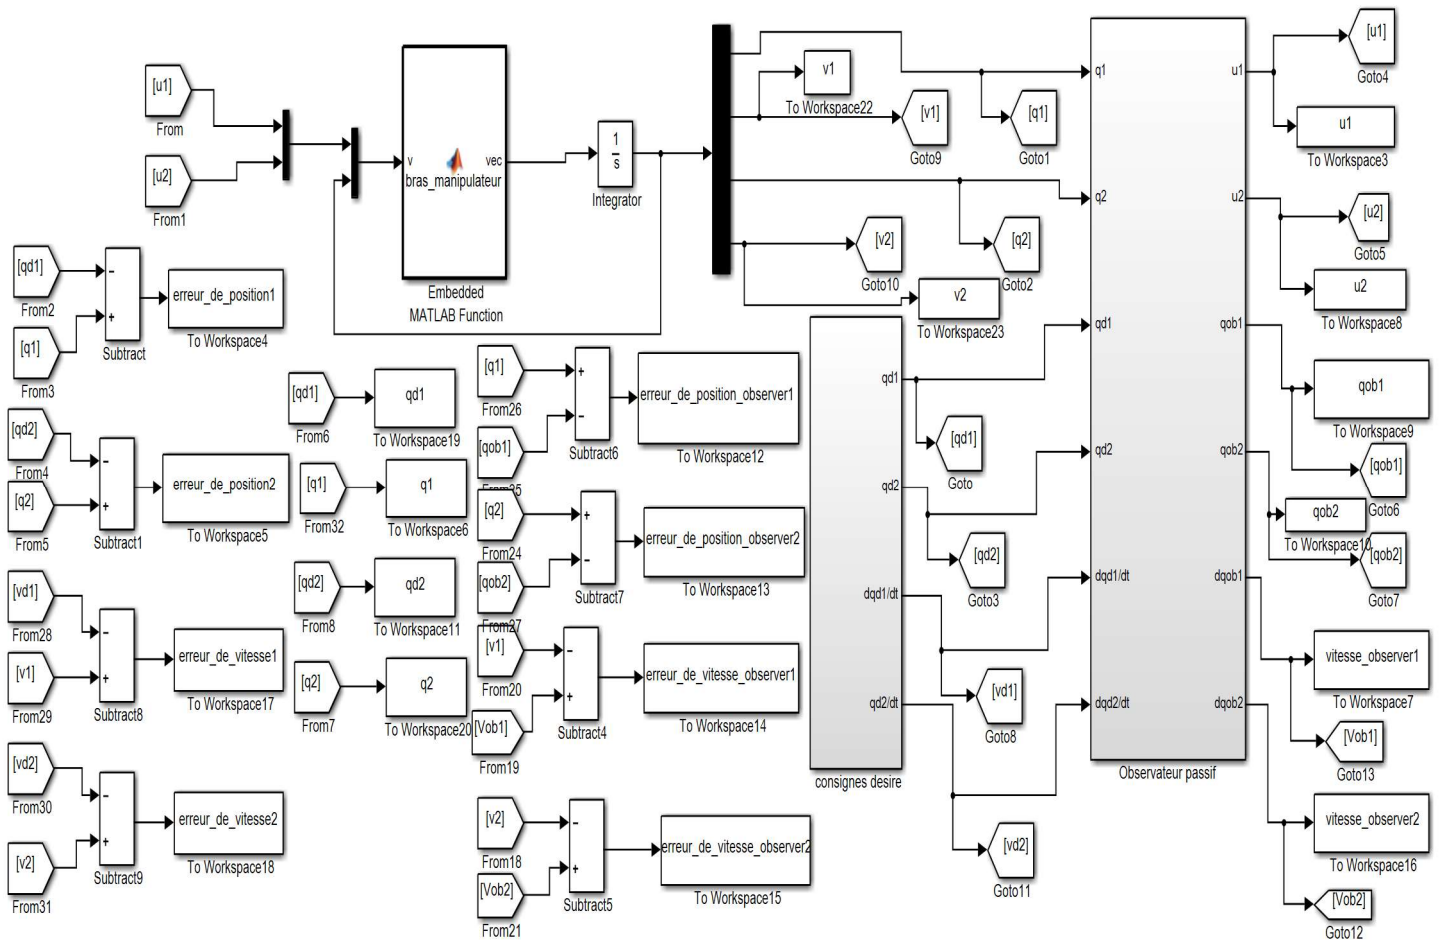 [u1]
From
[u2]
From1
v
vec
bras_manipulateur
Embedded
MATLAB Function
1
s
Integrator
v1
To Workspace22
[v1]
Goto9
[q1]
Goto1
[v2]
Goto10
[q2]
Goto2
v2
To Workspace23
q1
q2
qd1
qd2
dqd1/dt
dqd2/dt
u1
u2
qob1
qob2
dqob1
dqob2
Observateur passif
[u1]
Goto4
u1
To Workspace3
[u2]
Goto5
u2
To Workspace8
qob1
To Workspace9
[qob1]
Goto6
qob2
To Workspace10
[qob2]
Goto7
vitesse_observer1
To Workspace7
[Vob1]
Goto13
vitesse_observer2
To Workspace16
[Vob2]
Goto12
qd1
qd2
dqd1/dt
qd2/dt
consignes desire
[qd1]
Goto
[qd2]
Goto3
[vd1]
Goto8
[vd2]
Goto11
[qd1]
From2
[q1]
From3
-
+
Subtract
erreur_de_position1
To Workspace4
[qd2]
From4
[q2]
From5
-
+
Subtract1
erreur_de_position2
To Workspace5
[vd1]
From28
[v1]
From29
-
+
Subtract8
erreur_de_vitesse1
To Workspace17
[vd2]
From30
[v2]
From31
-
+
Subtract9
erreur_de_vitesse2
To Workspace18
[qd1]
From6
qd1
To Workspace19
[q1]
From32
q1
To Workspace6
[qd2]
From8
qd2
To Workspace11
[q2]
From7
q2
To Workspace20
[q1]
From26
[qob1]
From25
+
-
Subtract6
erreur_de_position_observer1
To Workspace12
[q2]
From24
[qob2]
From27
+
-
Subtract7
erreur_de_position_observer2
To Workspace13
[v1]
From20
[Vob1]
From19
-
+
Subtract4
erreur_de_vitesse_observer1
To Workspace14
[v2]
From18
[Vob2]
From21
-
+
Subtract5
erreur_de_vitesse_observer2
To Workspace15